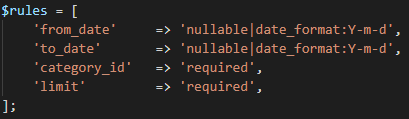 $rules = [
    'from_date'     => 'nullable|date_format:Y-m-d',
    'to_date'       => 'nullable|date_format:Y-m-d',
    'category_id'   => 'required',
    'limit'         => 'required',
];